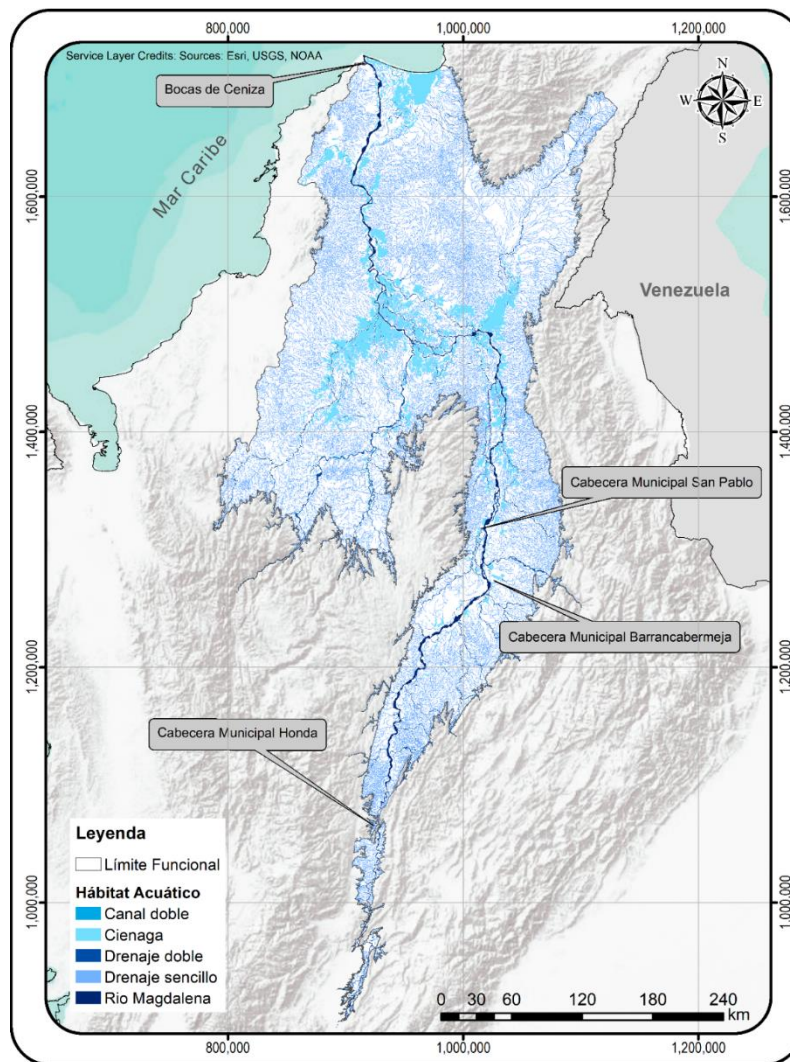 800,000
1,000,000
1,200,000
Service Layer Credits: Sources: Esri, USGS, NOAA
Bocas de Ceniza
N
W
E
S
Mar Caribe
1.600,000
1.600,000
Venezuela
1.400,000
1.400,000
Cabecera Municipal San Pablo
Cabecera Municipal Barrancabermeja
1.200,000
1.200,000
Cabecera Municipal Honda
Leyenda
Límite Funcional
Hábitat Acuático
Canal doble
Cienaga
Drenaje doble
Drenaje sencillo
Rio Magdalena
1.000,000
1.000,000
0 30 60 120 180 240
km
800,000
1,000,000
1,200,000